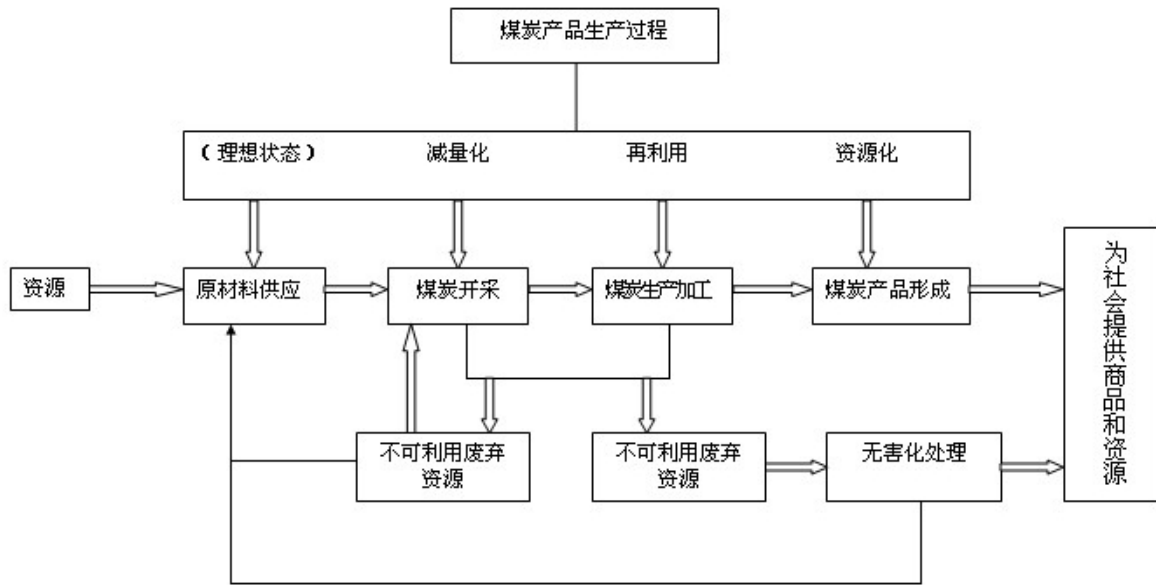 煤炭产品生产过程
（理想状态） 减量化 再利用 资源化
资源
原材料供应
煤炭开采
煤炭生产加工
煤炭产品形成
为社会提供商品和资源
不可利用废弃
资源
不可利用废弃
资源
无害化处理